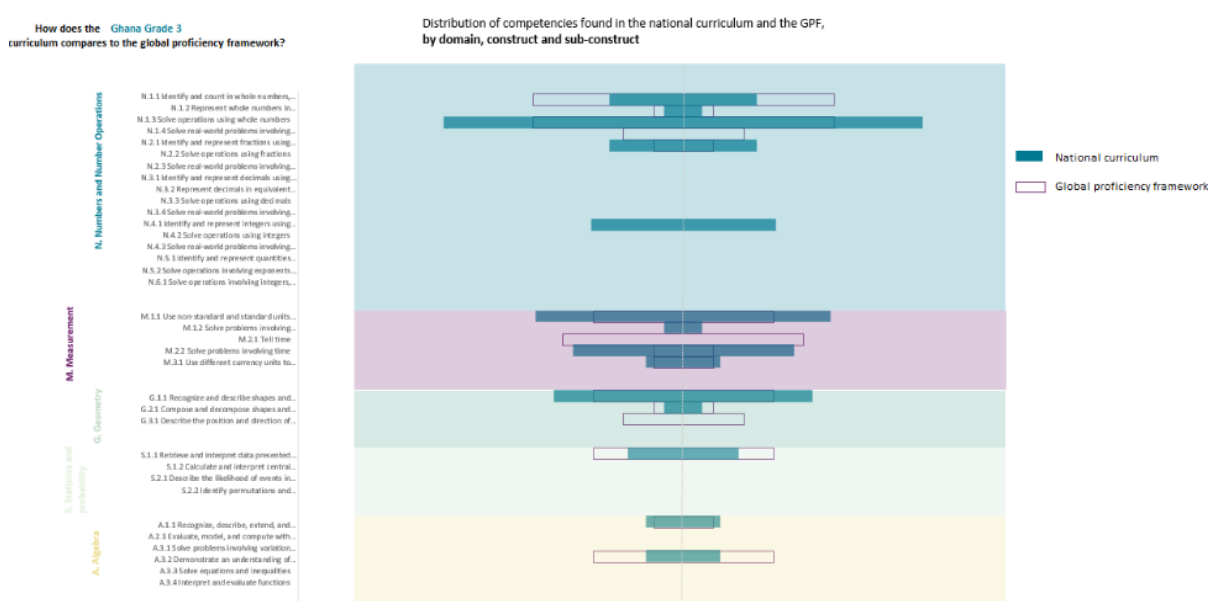 How does the Ghana Grade 3
curriculum compares to the global proficiency framework?
Distribution of competencies found in the national curriculum and the GPF,
by domain, construct and sub-construct
N. Numbers and Number Operations
N.1.1 Identify and count in whole numbers,...
N.1.2 Represent whole numbers in...
N.1.3 Solve operations using whole numbers
N.1.4 Solve real-world problems involving...
N.2.1 Identify and represent fractions using...
N.2.2 Solve operations using fractions
N.2.3 Solve real-world problems involving...
N.3.1 Identify and represent decimals using...
N.3.2 Represent decimals in equivalent...
N.3.3 Solve operations using decimals
N.3.4 Solve real-world problems involving...
N.4.1 Identify and represent integers using...
N.4.2 Solve operations using integers
N.4.3 Solve real-world problems involving...
N.5.1 Identify and represent quantities...
N.5.2 Solve operations involving exponents...
N.6.1 Solve operations involving integers,...
National curriculum
Global proficiency framework
M. Measurement
M.1.1 Use non-standard and standard units...
M.1.2 Solve problems involving...
M.2.1 Tell time
M.2.2 Solve problems involving time
M.3.1 Use different currency units to...
G. Geometry
G.1.1 Recognize and describe shapes and...
G.2.1 Compose and decompose shapes and...
G.3.1 Describe the position and direction of...
S. Statistics and
probability
S.1.1 Retrieve and interpret data presented...
S.1.2 Calculate and interpret central...
S.2.1 Describe the likelihood of events in...
S.2.2 Identify permutations and...
A. Algebra
A.1.1 Recognize, describe, extend, and...
A.2.1 Evaluate, model, and compute with...
A.3.1 Solve problems involving variation...
A.3.2 Demonstrate an understanding of...
A.3.3 Solve equations and inequalities
A.3.4 Interpret and evaluate functions